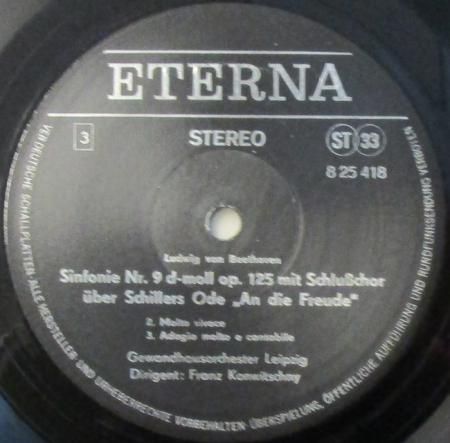 ETERNA
3 STEREO ST 33
8 25 418
Ludwig van Beethoven
Sinfonie Nr. 9 d-moll op. 125 mit Schlußchor
über Schillers Ode „An die Freude“
2. Molto vivace
3. Adagio molto e cantabile
Gewandhausorchester Leipzig
Dirigent: Franz Konwitschny
VEB DEUTSCHE SCHALLPLATTEN · ALLE HERSTELLER UND URHEBERRECHTE VORBEHALTEN · ÜBERSPIELUNG, ÖFFENTLICHE AUFFÜHRUNG UND RUNDFUNKSENDUNG VERBOTEN